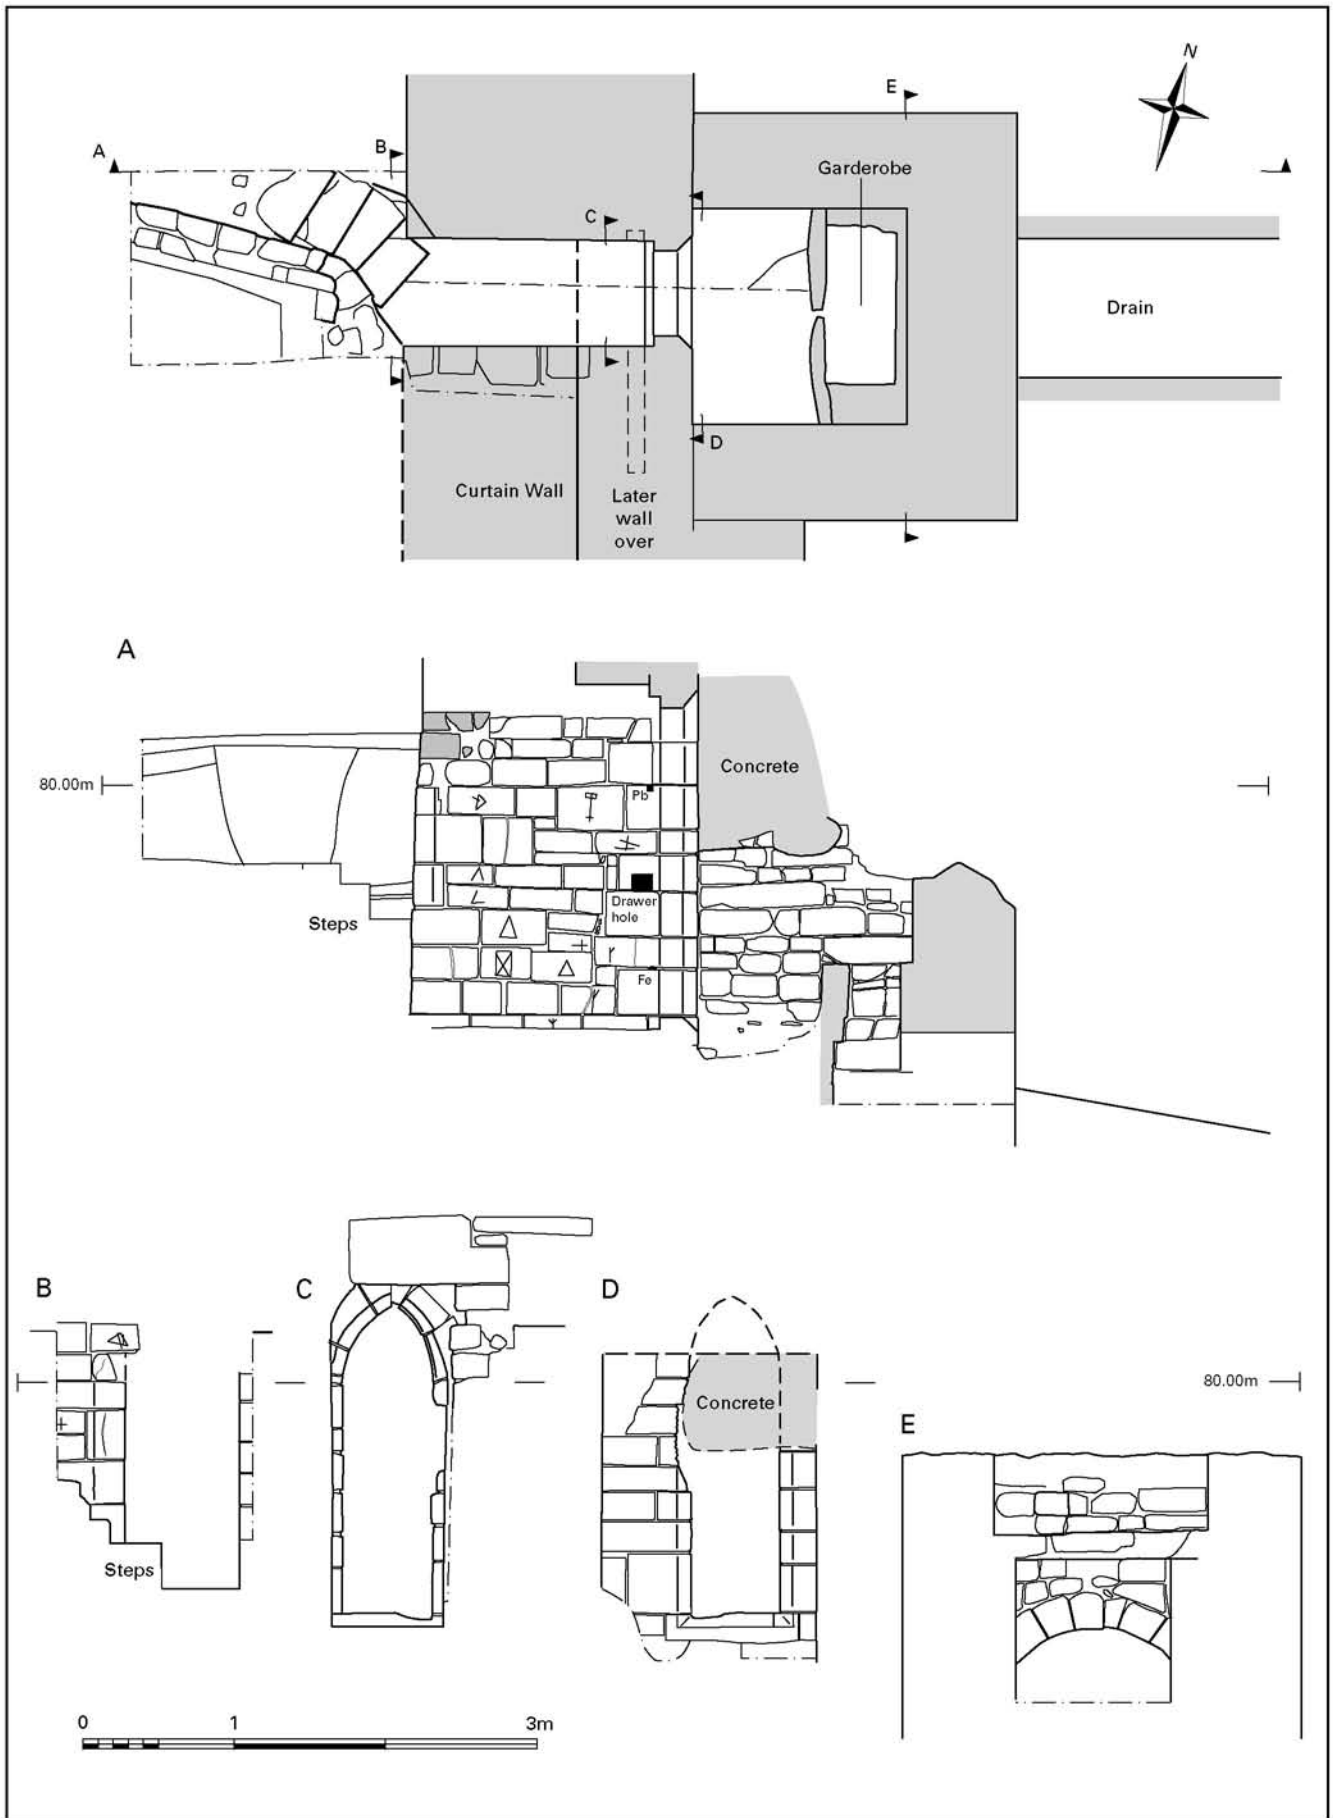 N
E
A
B
Garderobe
C
Drain
D
Curtain Wall
Later
wall
over
A
Concrete
80.00m
Pb
Drawer
hole
Steps
Fe
B
C
D
80.00m
Concrete
E
Steps
0 1 3m